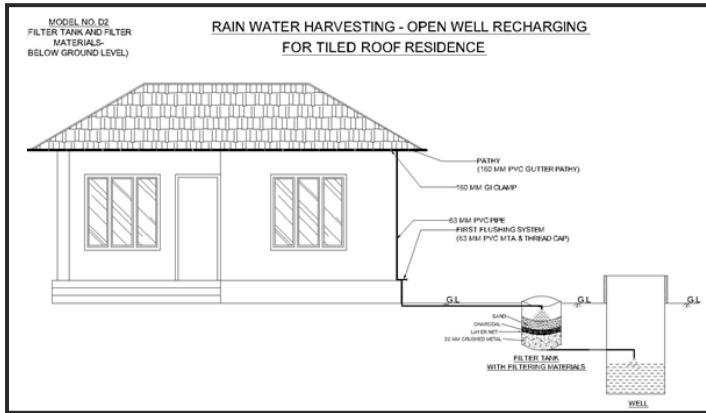 MODEL NO. D2
FILTER TANK AND FILTER
MATERIALS-
BELOW GROUND LEVEL)
RAIN WATER HARVESTING - OPEN WELL RECHARGING
FOR TILED ROOF RESIDENCE
PATHY
(160 MM PVC GUTTER PATHY)
160 MM GI CLAMP
63 MM PVC PIPE
FIRST FLUSHING SYSTEM
(63 MM PVC MTA & THREAD CAP)
G.L
G.L
G.L
SAND
CHARCOAL
LAYER NET
20 MM CRUSHED METAL
FILTER TANK
WITH FILTERING MATERIALS
WELL